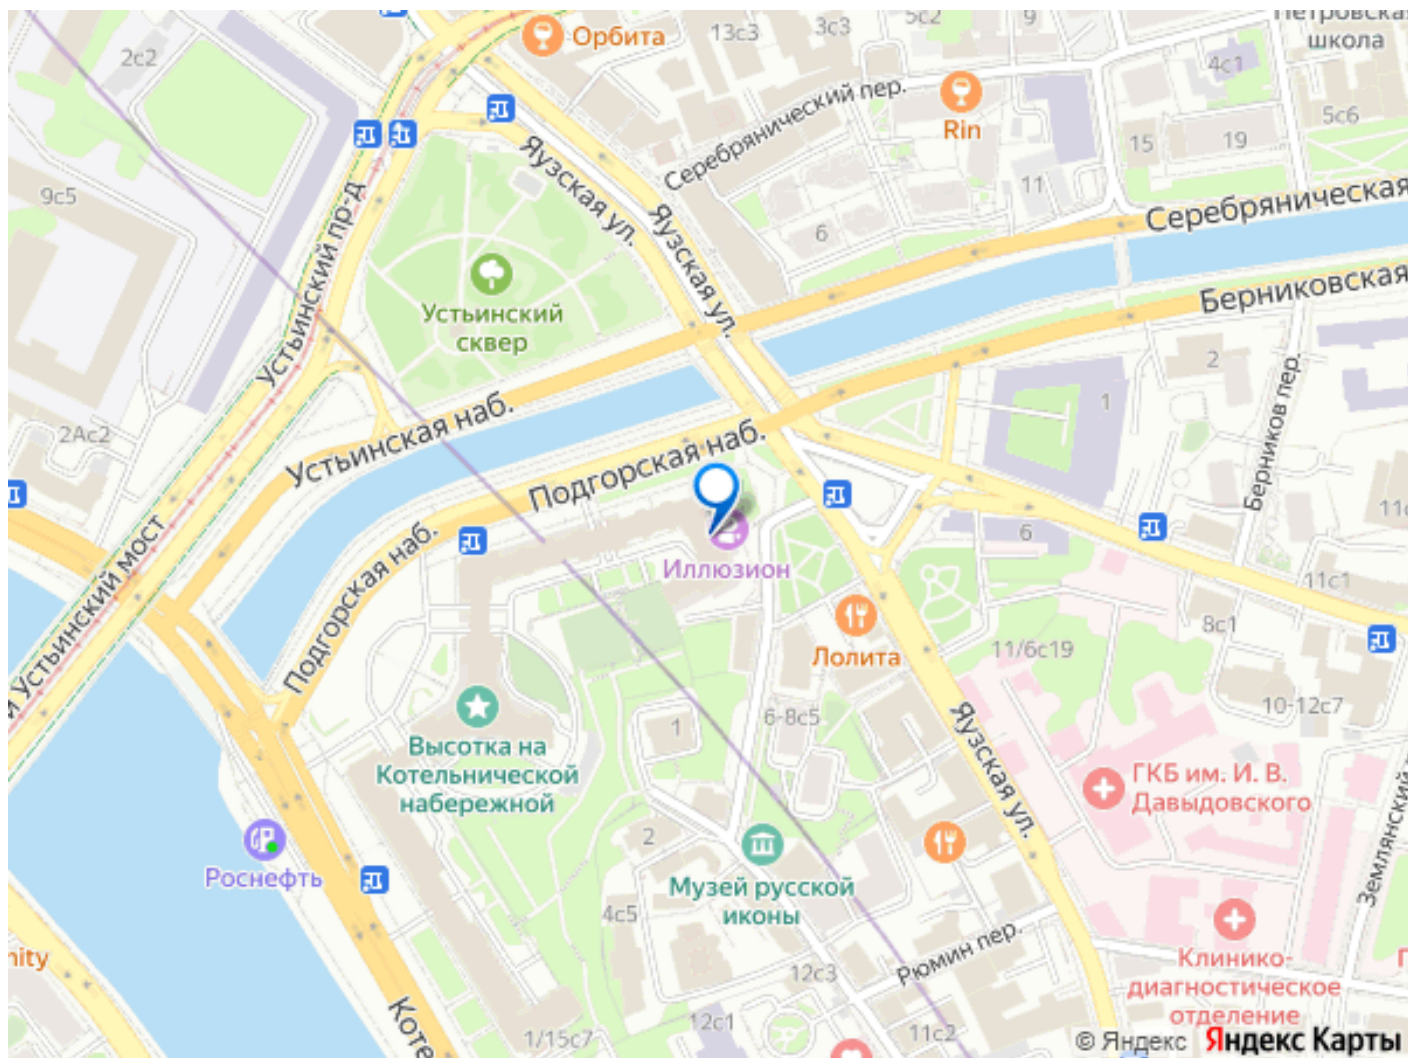 Орбита
13с3
3с3
5с2
9
Петровская
школа
2с2
4с1
Rin
5с6
Серебрянический пер.
15
19
9с5
Яузская ул.
11
Серебряническая
Яузская ул.
6
Устьинский пр-д
Устьинский
сквер
Берниковская
2
1
Берников пер.
2Ас2
Устьинская наб.
Подгорская наб.
Устьинский мост
Подгорская наб.
6
Иллюзион
11с1
8с1
11/6с19
Лолита
10-12с7
6-8с5
1
Яузская ул.
Высотка на
Котельнической
набережной
ГКБ им. И. В.
Давыдовского
2
Роснефть
Музей русской
иконы
4с5
Землянский
Рюмин пер.
Клинико-
диагностическое
отделение
12с3
12с1
11с2
1/15с7
Коте
nity
© Яндекс Яндекс Карты